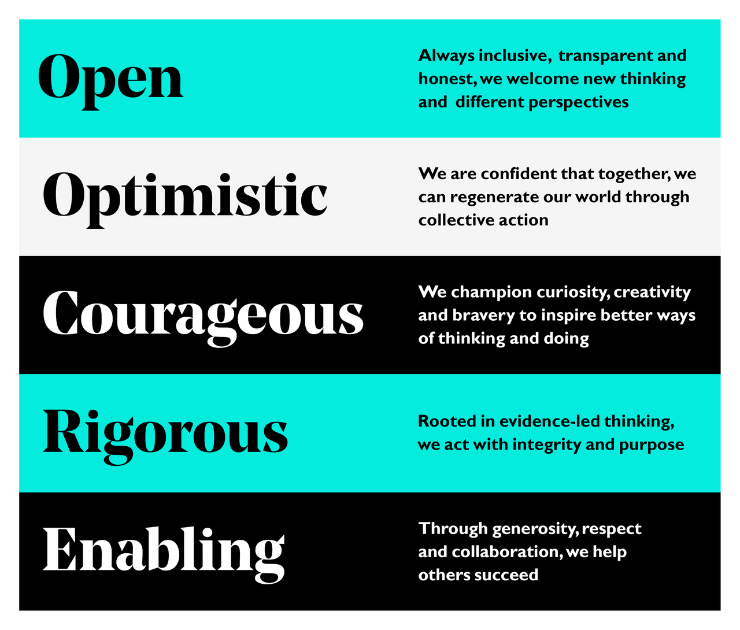 Open
Always inclusive, transparent and
honest, we welcome new thinking
and different perspectives
Optimistic
We are confident that together, we
can regenerate our world through
collective action
Courageous
We champion curiosity, creativity
and bravery to inspire better ways
of thinking and doing
Rigorous
Rooted in evidence-led thinking,
we act with integrity and purpose
Enabling
Through generosity, respect
and collaboration, we help
others succeed